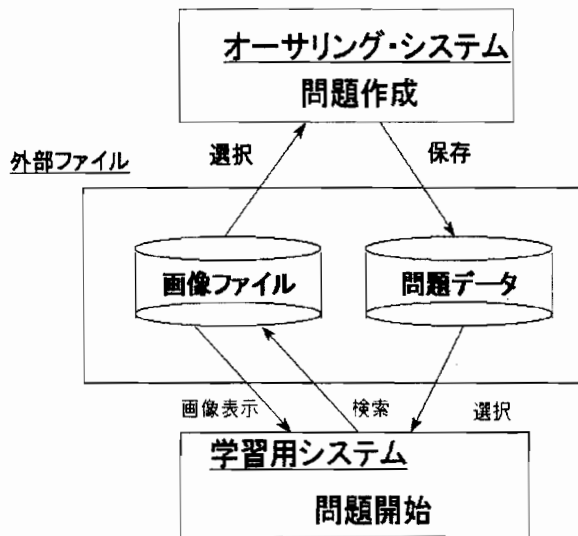 オーサリング・システム
問題作成
外部ファイル
選択
保存
画像ファイル
問題データ
画像表示
検索
選択
学習用システム
問題開始